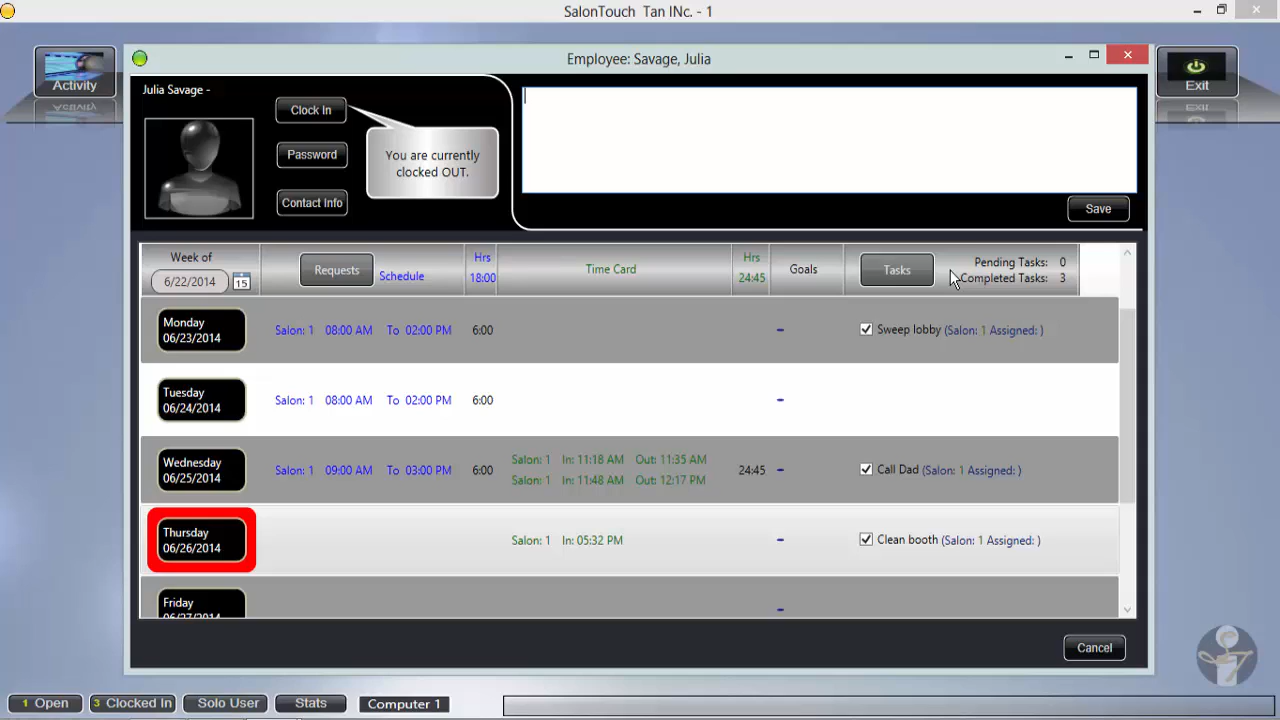 SalonTouch Tan INc. - 1
Activity
Employee: Savage, Julia
Exit
Julia Savage -
Clock In
You are currently
clocked OUT.
Password
Contact Info
Save
Week of
6/22/2014
15
Requests
Schedule
Hrs
18:00
Time Card
Hrs
24:45
Goals
Tasks
Pending Tasks: 0
Completed Tasks: 3
Monday
06/23/2014
Salon: 1 08:00 AM To 02:00 PM 6:00 - Sweep lobby (Salon: 1 Assigned: )
Tuesday
06/24/2014
Salon: 1 08:00 AM To 02:00 PM 6:00 -
Wednesday
06/25/2014
Salon: 1 09:00 AM To 03:00 PM 6:00
Salon: 1 In: 11:18 AM Out: 11:35 AM
Salon: 1 In: 11:48 AM Out: 12:17 PM
24:45 - Call Dad (Salon: 1 Assigned: )
Thursday
06/26/2014
Salon: 1 In: 05:32 PM - Clean booth (Salon: 1 Assigned: )
Friday
06/27/2014
-
Cancel
1 Open
3 Clocked In
Solo User
Stats
Computer 1